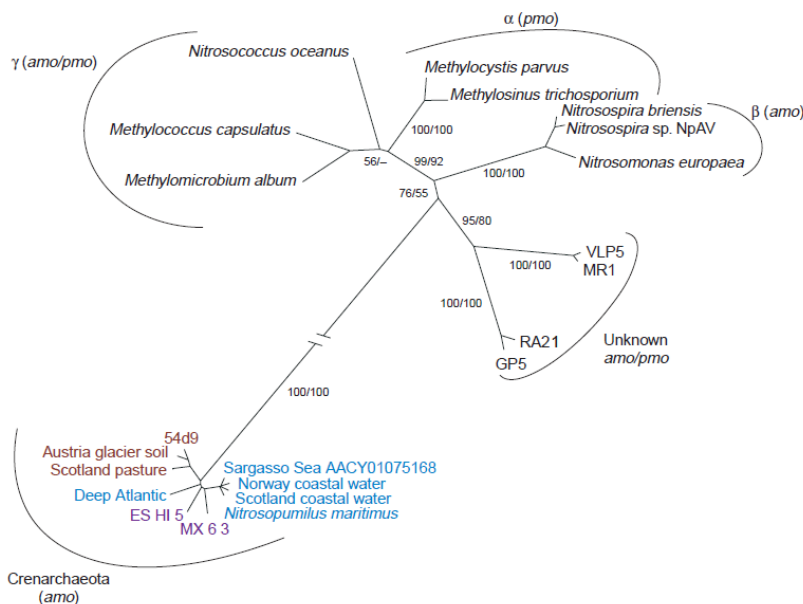 α (pmo)
Nitrosococcus oceanus
γ (amo/pmo)
Methylocystis parvus
Methylosinus trichosporium
Nitrosospira briensis
β (amo)
Nitrosospira sp. NpAV
Methylococcus capsulatus
100/100
56/–
99/92
Nitrosomonas europaea
100/100
Methylomicrobium album
76/55
95/80
VLP5
100/100
MR1
100/100
RA21
Unknown
amo/pmo
GP5
100/100
54d9
Austria glacier soil
Scotland pasture
Sargasso Sea AACY01075168
Norway coastal water
Deep Atlantic
Scotland coastal water
ES HI 5
Nitrosopumilus maritimus
MX 6 3
Crenarchaeota
(amo)